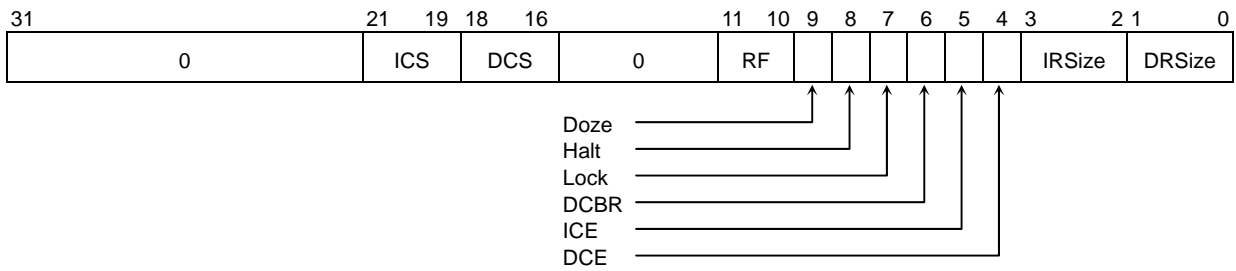 31 21 19 18 16 11 10 9 8 7 6 5 4 3 2 1 0
0 ICS DCS 0 RF IRSize DRSize
Doze
Halt
Lock
DCBR
ICE
DCE